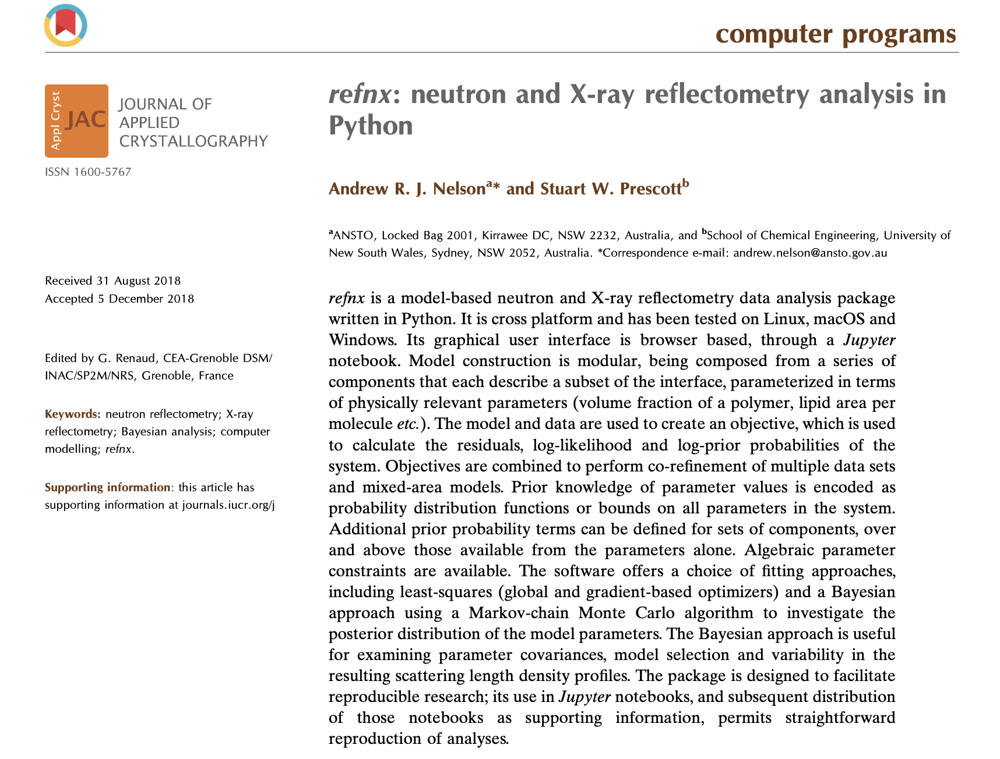 computer programs
Appl Cryst
JAC
JOURNAL OF
APPLIED
CRYSTALLOGRAPHY
ISSN 1600-5767
refnx: neutron and X-ray reflectometry analysis in
Python
Andrew R. J. Nelsona* and Stuart W. Prescottb
aANSTO, Locked Bag 2001, Kirrawee DC, NSW 2232, Australia, and bSchool of Chemical Engineering, University of
New South Wales, Sydney, NSW 2052, Australia. *Correspondence e-mail: andrew.nelson@ansto.gov.au
Received 31 August 2018
Accepted 5 December 2018
Edited by G. Renaud, CEA-Grenoble DSM/
INAC/SP2M/NRS, Grenoble, France
Keywords: neutron reflectometry; X-ray
reflectometry; Bayesian analysis; computer
modelling; refnx.
Supporting information: this article has
supporting information at journals.iucr.org/j
refnx is a model-based neutron and X-ray reflectometry data analysis package
written in Python. It is cross platform and has been tested on Linux, macOS and
Windows. Its graphical user interface is browser based, through a Jupyter
notebook. Model construction is modular, being composed from a series of
components that each describe a subset of the interface, parameterized in terms
of physically relevant parameters (volume fraction of a polymer, lipid area per
molecule etc.). The model and data are used to create an objective, which is used
to calculate the residuals, log-likelihood and log-prior probabilities of the
system. Objectives are combined to perform co-refinement of multiple data sets
and mixed-area models. Prior knowledge of parameter values is encoded as
probability distribution functions or bounds on all parameters in the system.
Additional prior probability terms can be defined for sets of components, over
and above those available from the parameters alone. Algebraic parameter
constraints are available. The software offers a choice of fitting approaches,
including least-squares (global and gradient-based optimizers) and a Bayesian
approach using a Markov-chain Monte Carlo algorithm to investigate the
posterior distribution of the model parameters. The Bayesian approach is useful
for examining parameter covariances, model selection and variability in the
resulting scattering length density profiles. The package is designed to facilitate
reproducible research; its use in Jupyter notebooks, and subsequent distribution
of those notebooks as supporting information, permits straightforward
reproduction of analyses.